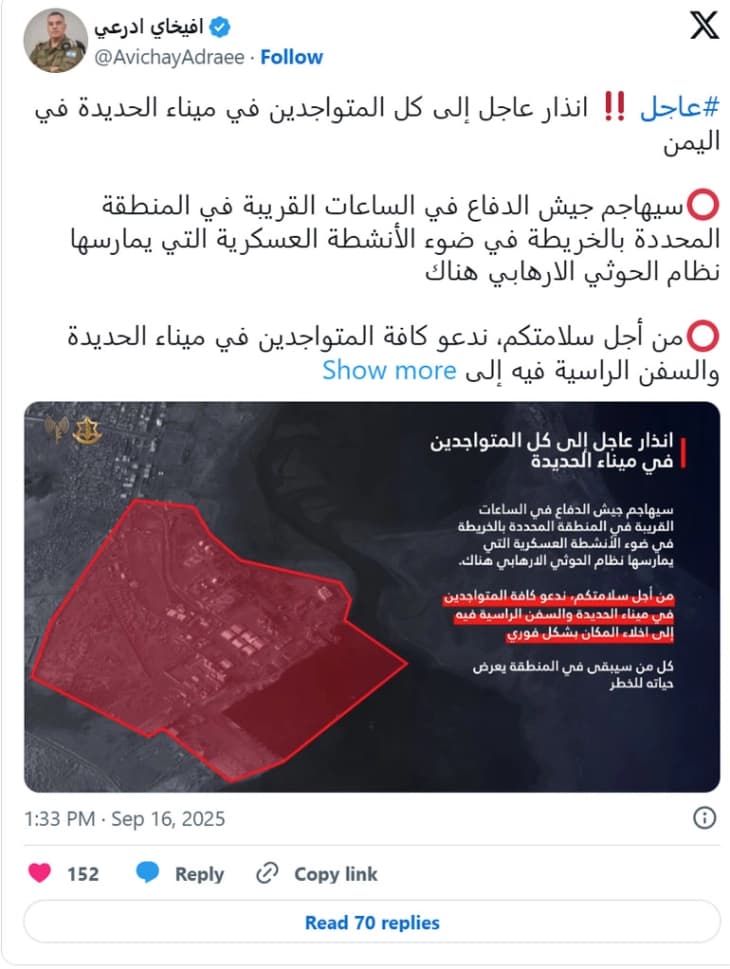 افيخاي ادرعي
@AvichayAdraee · Follow
#عاجل ‼️ انذار عاجل إلى كل المتواجدين في ميناء الحديدة في
اليمن
⭕️سيهاجم جيش الدفاع في الساعات القريبة في المنطقة
المحددة بالخريطة في ضوء الأنشطة العسكرية التي يمارسها
نظام الحوثي الارهابي هناك
⭕️من أجل سلامتكم، ندعو كافة المتواجدين في ميناء الحديدة
والسفن الراسية فيه إلى Show more
انذار عاجل إلى كل المتواجدين
في ميناء الحديدة
سيهاجم جيش الدفاع في الساعات
القريبة في المنطقة المحددة بالخريطة
في ضوء الأنشطة العسكرية التي
يمارسها نظام الحوثي الارهابي هناك.
من أجل سلامتكم، ندعو كافة المتواجدين
في ميناء الحديدة والسفن الراسية فيه
إلى اخلاء المكان بشكل فوري
كل من سيبقى في المنطقة يعرض
حياته للخطر
1:33 PM · Sep 16, 2025
152 Reply Copy link
Read 70 replies